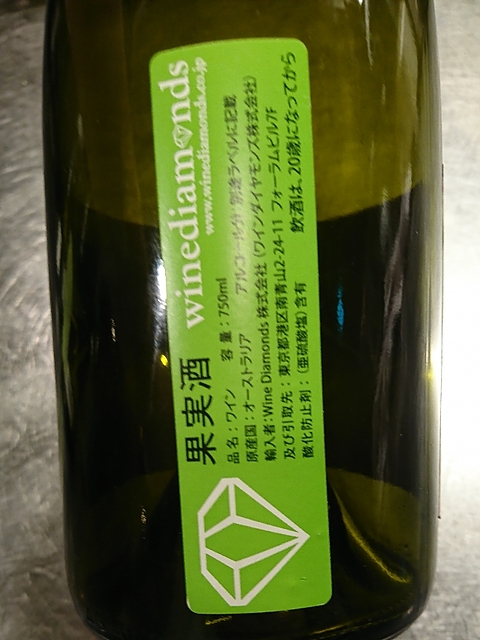 果実酒
winediamonds
www.winediamonds.co.jp
品名：ワイン 容量：750ml
原産国：オーストラリア アルコール分：別途ラベルに記載
輸入者：Wine Diamonds 株式会社（ワインダイヤモンズ株式会社）
及び引取先：東京都港区南青山2-24-11 フォーラムビル7F
酸化防止剤：（亜硫酸塩）含有 飲酒は、20歳になってから